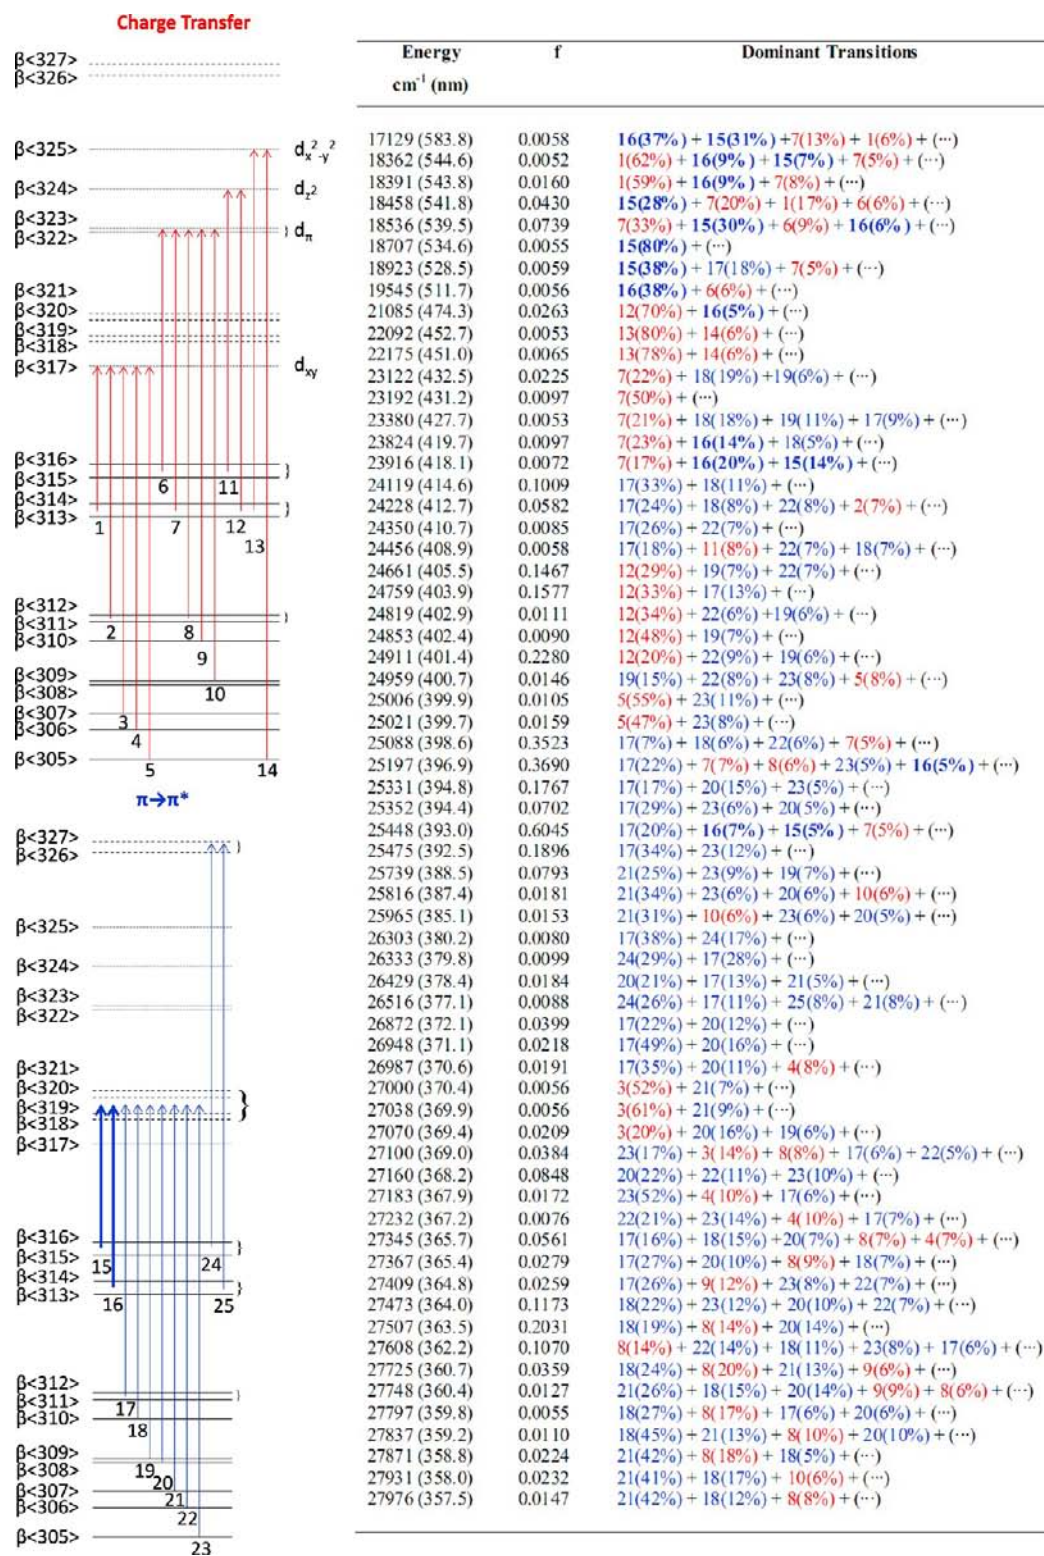 Charge Transfer
β<327>
β<326>
β<325>
d_x²-y²
β<324>
d_z²
β<323>
β<322>
d_π
β<321>
β<320>
β<319>
β<318>
β<317>
d_xy
β<316>
β<315>
β<314>
β<313>
1
6
7
11
12
13
β<312>
β<311>
β<310>
2
8
9
β<309>
β<308>
10
β<307>
β<306>
3
4
β<305>
5
14
π→π*
β<327>
β<326>
β<325>
β<324>
β<323>
β<322>
β<321>
β<320>
β<319>
β<318>
β<317>
β<316>
β<315>
15
24
β<314>
β<313>
16
25
β<312>
β<311>
β<310>
17
18
β<309>
β<308>
19
β<307>
20
β<306>
21
22
β<305>
23
Energy f Dominant Transitions
cm⁻¹ (nm)
17129 (583.8) 0.0058 16(37%) + 15(31%) +7(13%) + 1(6%) + (···)
18362 (544.6) 0.0052 1(62%) + 16(9%) + 15(7%) + 7(5%) + (···)
18391 (543.8) 0.0160 1(59%) + 16(9%) + 7(8%) + (···)
18458 (541.8) 0.0430 15(28%) + 7(20%) + 1(17%) + 6(6%) + (···)
18536 (539.5) 0.0739 7(33%) + 15(30%) + 6(9%) + 16(6%) + (···)
18707 (534.6) 0.0055 15(80%) + (···)
18923 (528.5) 0.0059 15(38%) + 17(18%) + 7(5%) + (···)
19545 (511.7) 0.0056 16(38%) + 6(6%) + (···)
21085 (474.3) 0.0263 12(70%) + 16(5%) + (···)
22092 (452.7) 0.0053 13(80%) + 14(6%) + (···)
22175 (451.0) 0.0065 13(78%) + 14(6%) + (···)
23122 (432.5) 0.0225 7(22%) + 18(19%) +19(6%) + (···)
23192 (431.2) 0.0097 7(50%) + (···)
23380 (427.7) 0.0053 7(21%) + 18(18%) + 19(11%) + 17(9%) + (···)
23824 (419.7) 0.0097 7(23%) + 16(14%) + 18(5%) + (···)
23916 (418.1) 0.0072 7(17%) + 16(20%) + 15(14%) + (···)
24119 (414.6) 0.1009 17(33%) + 18(11%) + (···)
24228 (412.7) 0.0582 17(24%) + 18(8%) + 22(8%) + 2(7%) + (···)
24350 (410.7) 0.0085 17(26%) + 22(7%) + (···)
24456 (408.9) 0.0058 17(18%) + 11(8%) + 22(7%) + 18(7%) + (···)
24661 (405.5) 0.1467 12(29%) + 19(7%) + 22(7%) + (···)
24759 (403.9) 0.1577 12(33%) + 17(13%) + (···)
24819 (402.9) 0.0111 12(34%) + 22(6%) +19(6%) + (···)
24853 (402.4) 0.0090 12(48%) + 19(7%) + (···)
24911 (401.4) 0.2280 12(20%) + 22(9%) + 19(6%) + (···)
24959 (400.7) 0.0146 19(15%) + 22(8%) + 23(8%) + 5(8%) + (···)
25006 (399.9) 0.0105 5(55%) + 23(11%) + (···)
25021 (399.7) 0.0159 5(47%) + 23(8%) + (···)
25088 (398.6) 0.3523 17(7%) + 18(6%) + 22(6%) + 7(5%) + (···)
25197 (396.9) 0.3690 17(22%) + 7(7%) + 8(6%) + 23(5%) + 16(5%) + (···)
25331 (394.8) 0.1767 17(17%) + 20(15%) + 23(5%) + (···)
25352 (394.4) 0.0702 17(29%) + 23(6%) + 20(5%) + (···)
25448 (393.0) 0.6045 17(20%) + 16(7%) + 15(5%) + 7(5%) + (···)
25475 (392.5) 0.1896 17(34%) + 23(12%) + (···)
25739 (388.5) 0.0793 21(25%) + 23(9%) + 19(7%) + (···)
25816 (387.4) 0.0181 21(34%) + 23(6%) + 20(6%) + 10(6%) + (···)
25965 (385.1) 0.0153 21(31%) + 10(6%) + 23(6%) + 20(5%) + (···)
26303 (380.2) 0.0080 17(38%) + 24(17%) + (···)
26333 (379.8) 0.0099 24(29%) + 17(28%) + (···)
26429 (378.4) 0.0184 20(21%) + 17(13%) + 21(5%) + (···)
26516 (377.1) 0.0088 24(26%) + 17(11%) + 25(8%) + 21(8%) + (···)
26872 (372.1) 0.0399 17(22%) + 20(12%) + (···)
26948 (371.1) 0.0218 17(49%) + 20(16%) + (···)
26987 (370.6) 0.0191 17(35%) + 20(11%) + 4(8%) + (···)
27000 (370.4) 0.0056 3(52%) + 21(7%) + (···)
27038 (369.9) 0.0056 3(61%) + 21(9%) + (···)
27070 (369.4) 0.0209 3(20%) + 20(16%) + 19(6%) + (···)
27100 (369.0) 0.0384 23(17%) + 3(14%) + 8(8%) + 17(6%) + 22(5%) + (···)
27160 (368.2) 0.0848 20(22%) + 22(11%) + 23(10%) + (···)
27183 (367.9) 0.0172 23(52%) + 4(10%) + 17(6%) + (···)
27232 (367.2) 0.0076 22(21%) + 23(14%) + 4(10%) + 17(7%) + (···)
27345 (365.7) 0.0561 17(16%) + 18(15%) +20(7%) + 8(7%) + 4(7%) + (···)
27367 (365.4) 0.0279 17(27%) + 20(10%) + 8(9%) + 18(7%) + (···)
27409 (364.8) 0.0259 17(26%) + 9(12%) + 23(8%) + 22(7%) + (···)
27473 (364.0) 0.1173 18(22%) + 23(12%) + 20(10%) + 22(7%) + (···)
27507 (363.5) 0.2031 18(19%) + 8(14%) + 20(14%) + (···)
27608 (362.2) 0.1070 8(14%) + 22(14%) + 18(11%) + 23(8%) + 17(6%) + (···)
27725 (360.7) 0.0359 18(24%) + 8(20%) + 21(13%) + 9(6%) + (···)
27748 (360.4) 0.0127 21(26%) + 18(15%) + 20(14%) + 9(9%) + 8(6%) + (···)
27797 (359.8) 0.0055 18(27%) + 8(17%) + 17(6%) + 20(6%) + (···)
27837 (359.2) 0.0110 18(45%) + 21(13%) + 8(10%) + 20(10%) + (···)
27871 (358.8) 0.0224 21(42%) + 8(18%) + 18(5%) + (···)
27931 (358.0) 0.0232 21(41%) + 18(17%) + 10(6%) + (···)
27976 (357.5) 0.0147 21(42%) + 18(12%) + 8(8%) + (···)